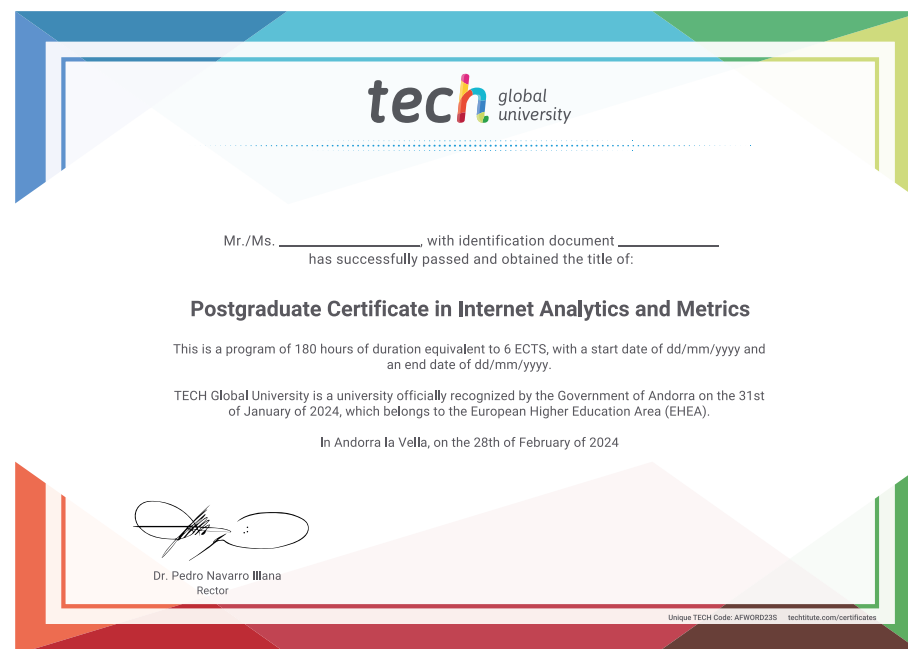 tech global university
Mr./Ms. ____________________, with identification document ______________
has successfully passed and obtained the title of:
Postgraduate Certificate in Internet Analytics and Metrics
This is a program of 180 hours of duration equivalent to 6 ECTS, with a start date of dd/mm/yyyy and
an end date of dd/mm/yyyy.
TECH Global University is a university officially recognized by the Government of Andorra on the 31st
of January of 2024, which belongs to the European Higher Education Area (EHEA).
In Andorra la Vella, on the 28th of February of 2024
Dr. Pedro Navarro Illana
Rector
Unique TECH Code: AFWORD23S techtitute.com/certificates